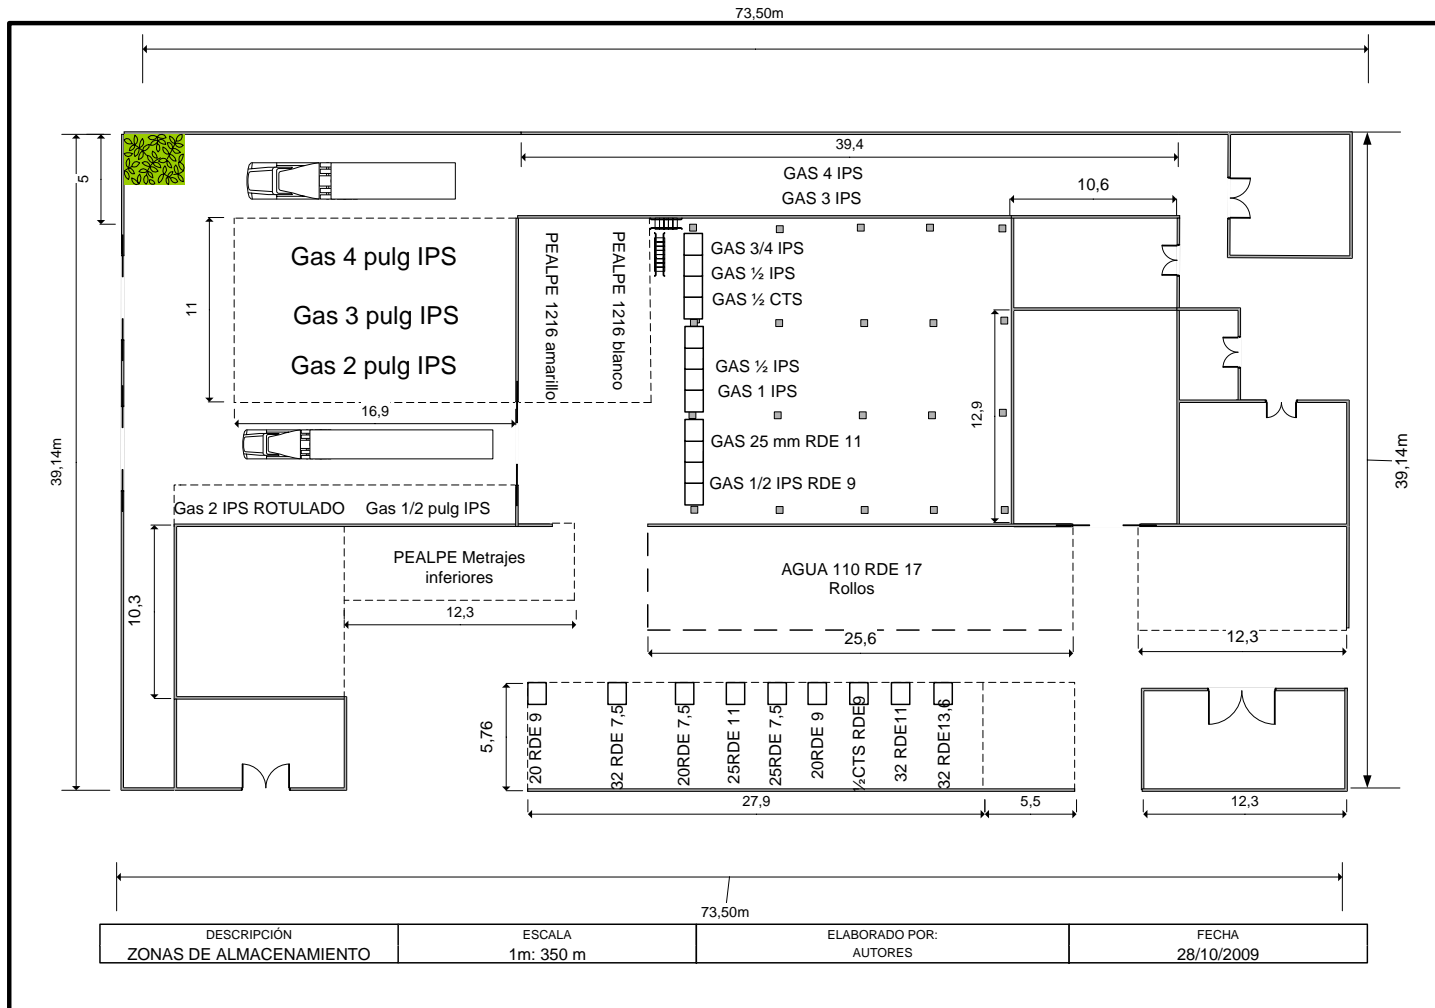 73,50m
39,4
5
GAS 4 IPS
GAS 3 IPS
10,6
Gas 4 pulg IPS
Gas 3 pulg IPS
Gas 2 pulg IPS
11
16,9
PEALPE 1216 amarillo
PEALPE 1216 blanco
GAS 3/4 IPS
GAS ½ IPS
GAS ½ CTS
GAS ½ IPS
GAS 1 IPS
GAS 25 mm RDE 11
GAS 1/2 IPS RDE 9
12,9
39,14m
39,14m
Gas 2 IPS ROTULADO
Gas 1/2 pulg IPS
PEALPE Metrajes
inferiores
12,3
10,3
AGUA 110 RDE 17
Rollos
25,6
12,3
5,76
20 RDE 9
32 RDE 7,5
20RDE 7,5
25RDE 11
25RDE 7,5
20RDE 9
½CTS RDE9
32 RDE11
32 RDE13,6
27,9
5,5
12,3
73,50m
DESCRIPCIÓN
ZONAS DE ALMACENAMIENTO
ESCALA
1m: 350 m
ELABORADO POR:
AUTORES
FECHA
28/10/2009